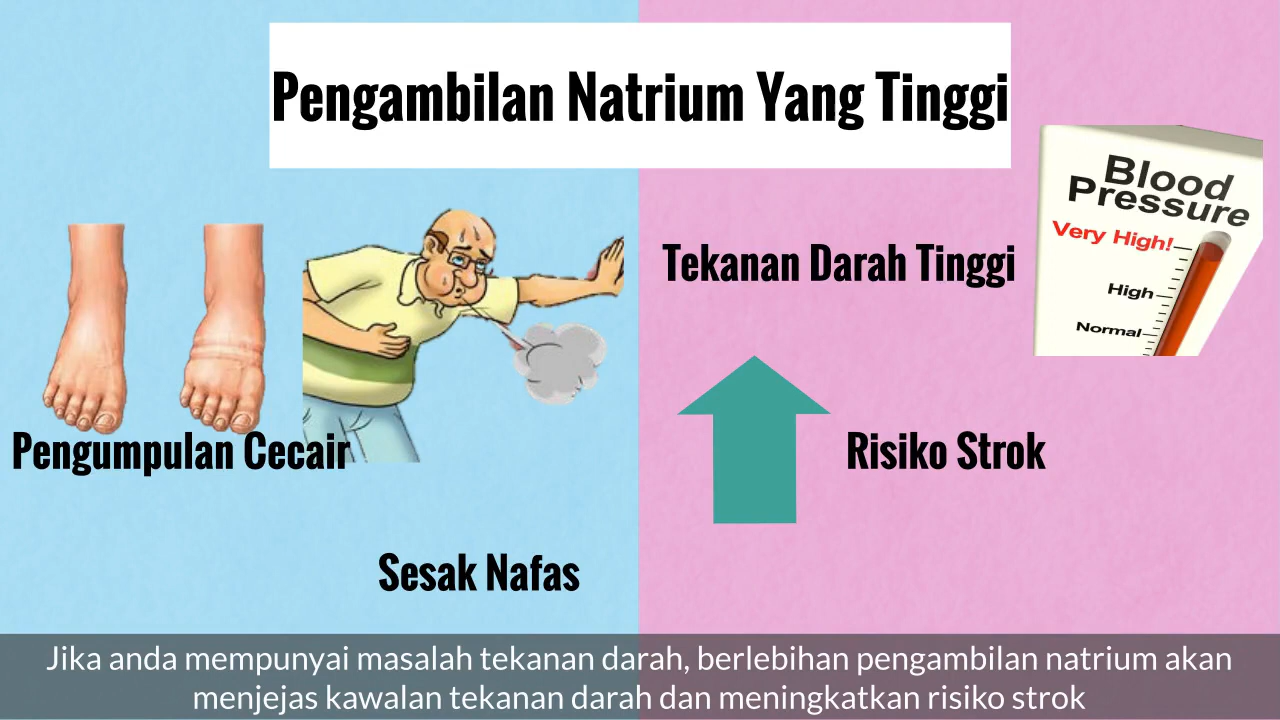 Pengambilan Natrium Yang Tinggi
Blood
Pressure
Very High!
High
Normal
Tekanan Darah Tinggi
Pengumpulan Cecair
Risiko Strok
Sesak Nafas
Jika anda mempunyai masalah tekanan darah, berlebihan pengambilan natrium akan
menjejas kawalan tekanan darah dan meningkatkan risiko strok